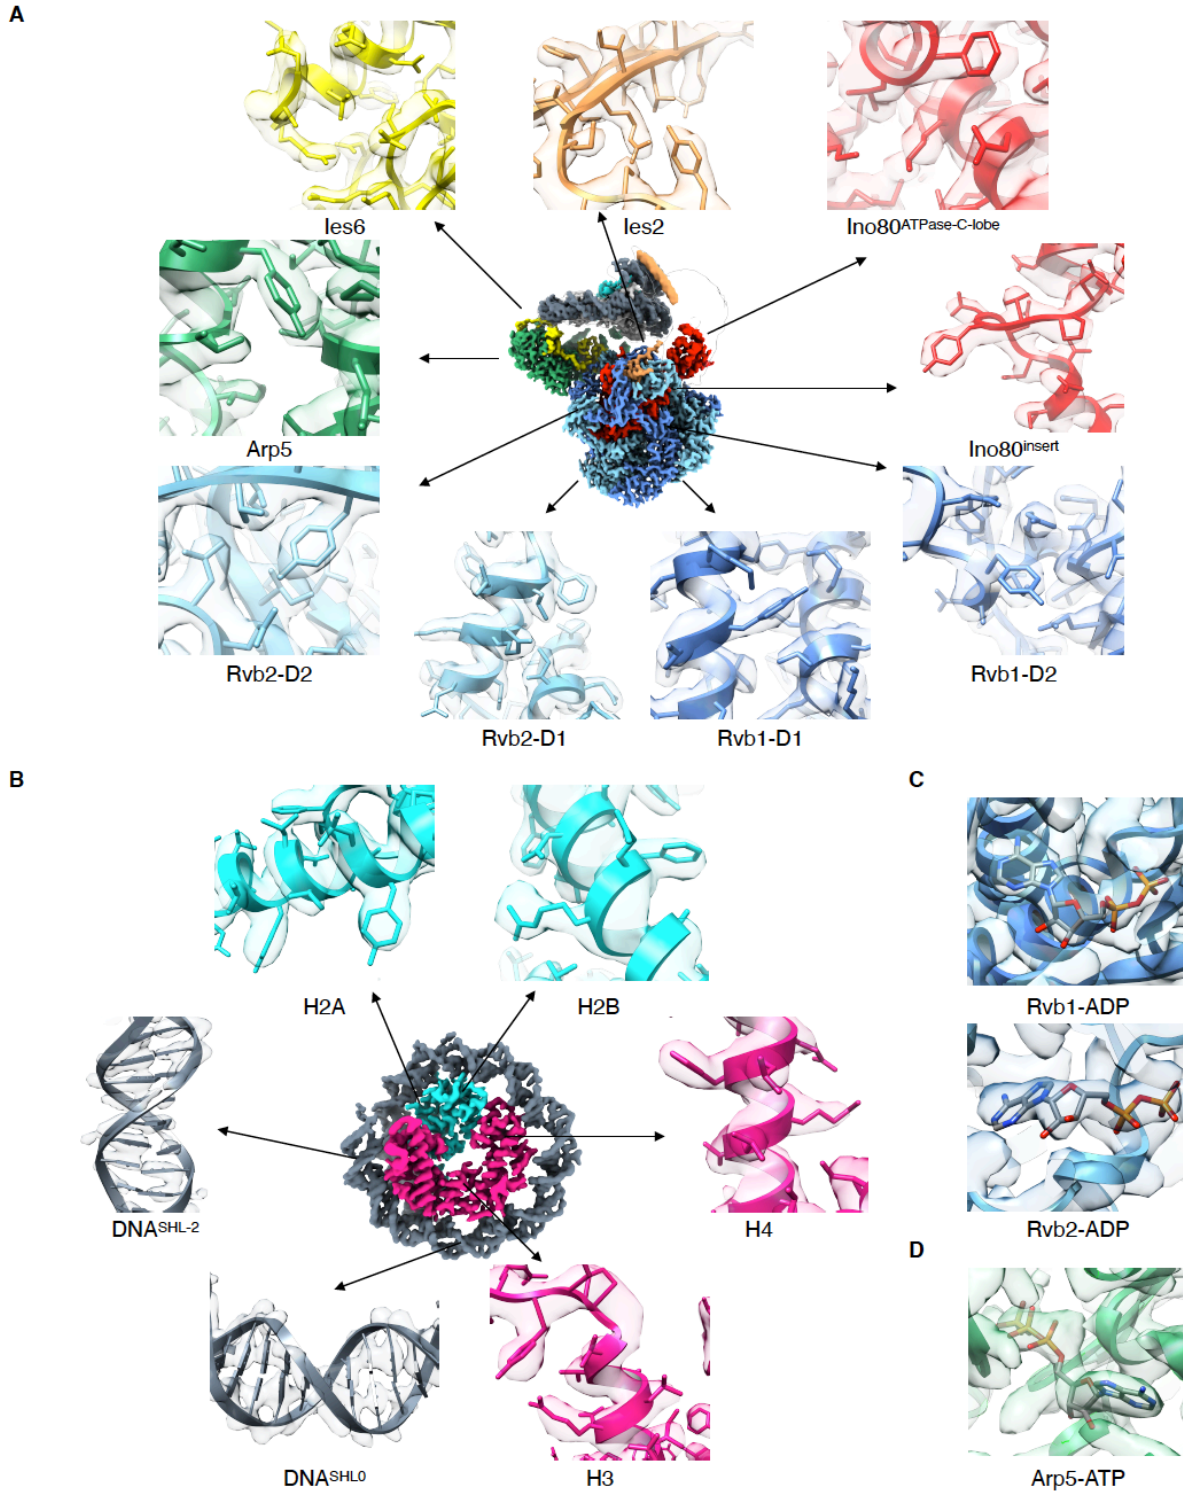 A
Ies6
Ies2
Ino80ATPase-C-lobe
Arp5
Ino80insert
Rvb2-D2
Rvb1-D2
Rvb2-D1
Rvb1-D1
B
C
H2A
H2B
Rvb1-ADP
DNASHL-2
H4
Rvb2-ADP
D
DNASHL0
H3
Arp5-ATP